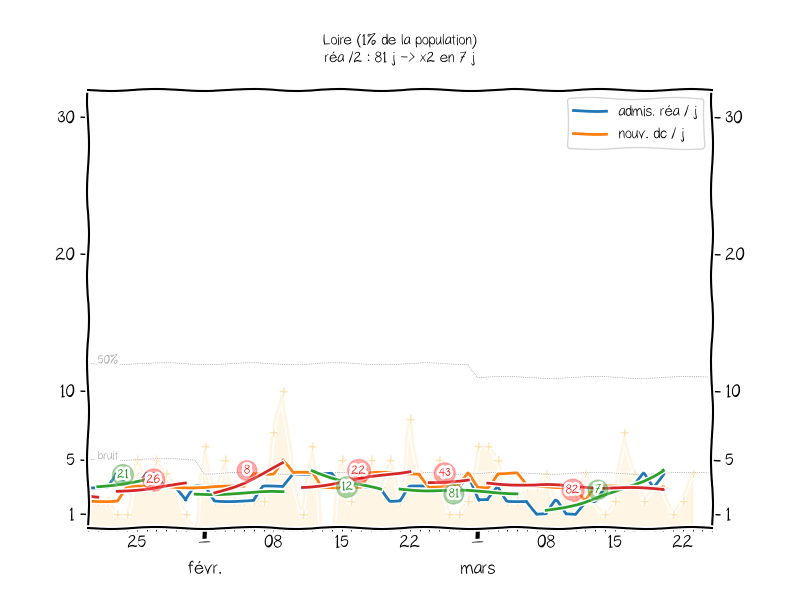 Loire (1% de la population)
réa /2 : 81 j -> x2 en 7 j
admis. réa / j
nouv. dc / j
30 30
20 20
50%
10 10
bruit
5 5
21 26 8 12 22 43 81 82 7
1 1
25 08 15 22 08 15 22
févr. mars